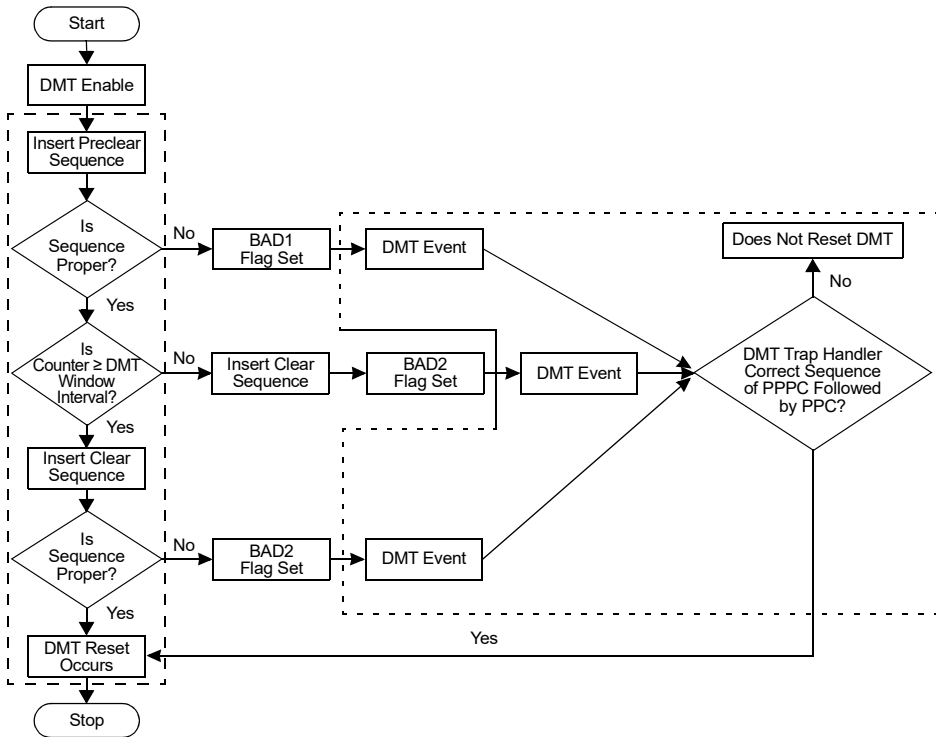 Start
DMT Enable
Insert Preclear
Sequence
Is
Sequence
Proper?
No
BAD1
Flag Set
DMT Event
Does Not Reset DMT
No
Yes
Is
Counter ≥ DMT
Window
Interval?
No
Insert Clear
Sequence
BAD2
Flag Set
DMT Event
DMT Trap Handler
Correct Sequence
of PPPC Followed
by PPC?
Yes
Insert Clear
Sequence
Is
Sequence
Proper?
No
BAD2
Flag Set
DMT Event
Yes
Yes
DMT Reset
Occurs
Stop